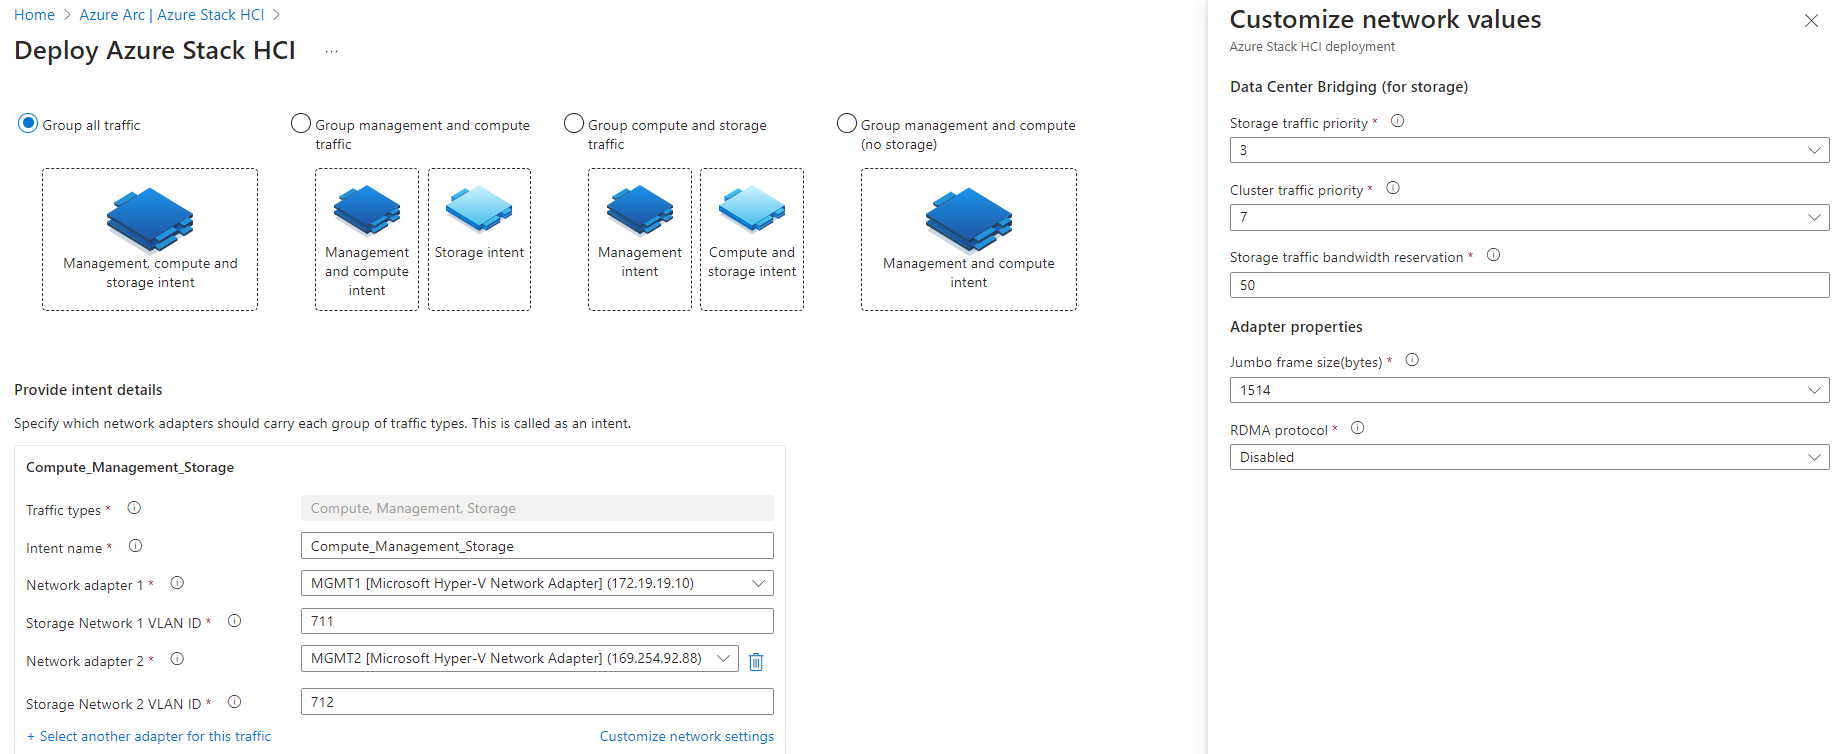 Home > Azure Arc | Azure Stack HCI >
Deploy Azure Stack HCI ...
Group all traffic
Management, compute and
storage intent
Group management and compute
traffic
Management
and compute
intent
Storage intent
Group compute and storage
traffic
Management
intent
Compute and
storage intent
Group management and compute
(no storage)
Management and compute
intent
Provide intent details
Specify which network adapters should carry each group of traffic types. This is called as an intent.
Compute_Management_Storage
Traffic types *
Compute, Management, Storage
Intent name *
Compute_Management_Storage
Network adapter 1 *
MGMT1 [Microsoft Hyper-V Network Adapter] (172.19.19.10)
Storage Network 1 VLAN ID *
711
Network adapter 2 *
MGMT2 [Microsoft Hyper-V Network Adapter] (169.254.92.88)
Storage Network 2 VLAN ID *
712
+ Select another adapter for this traffic
Customize network settings
Customize network values
Azure Stack HCI deployment
Data Center Bridging (for storage)
Storage traffic priority *
3
Cluster traffic priority *
7
Storage traffic bandwidth reservation *
50
Adapter properties
Jumbo frame size(bytes) *
1514
RDMA protocol *
Disabled